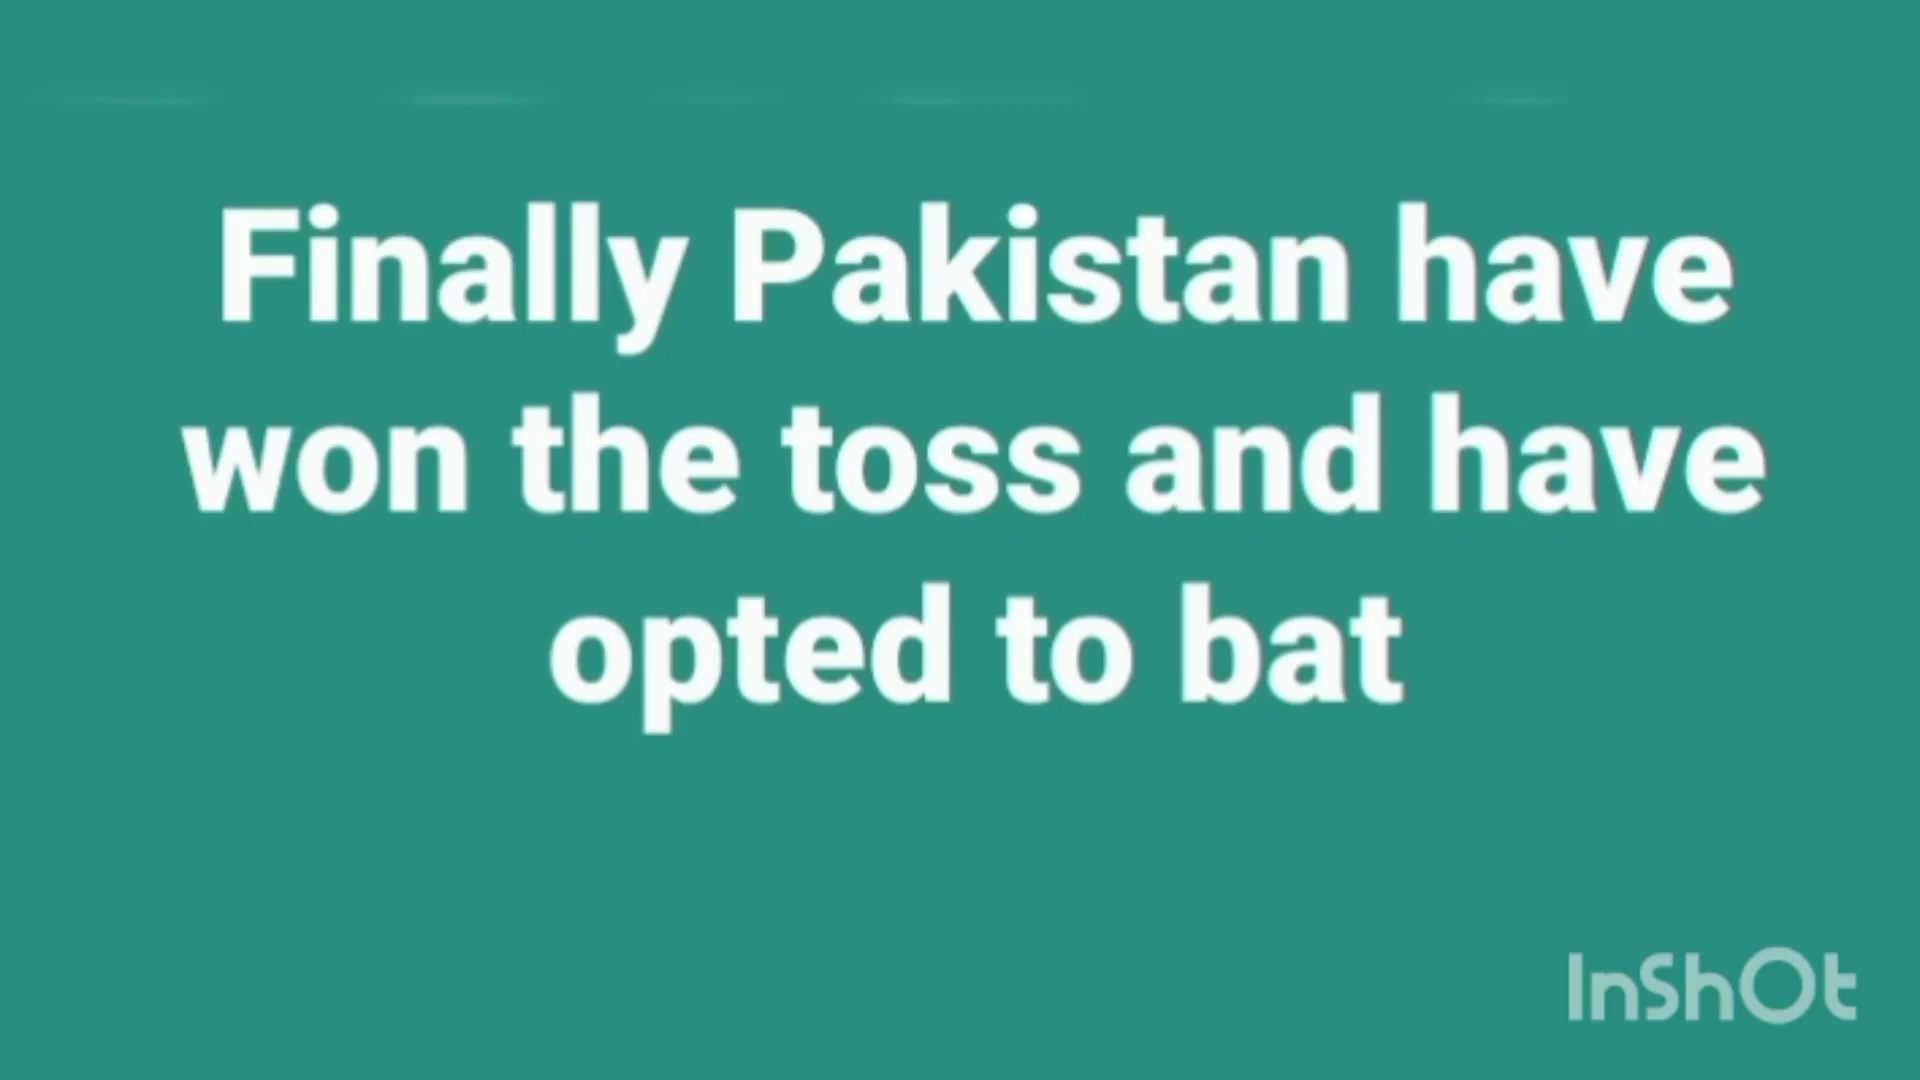 Finally Pakistan have
won the toss and have
opted to bat
InShOt